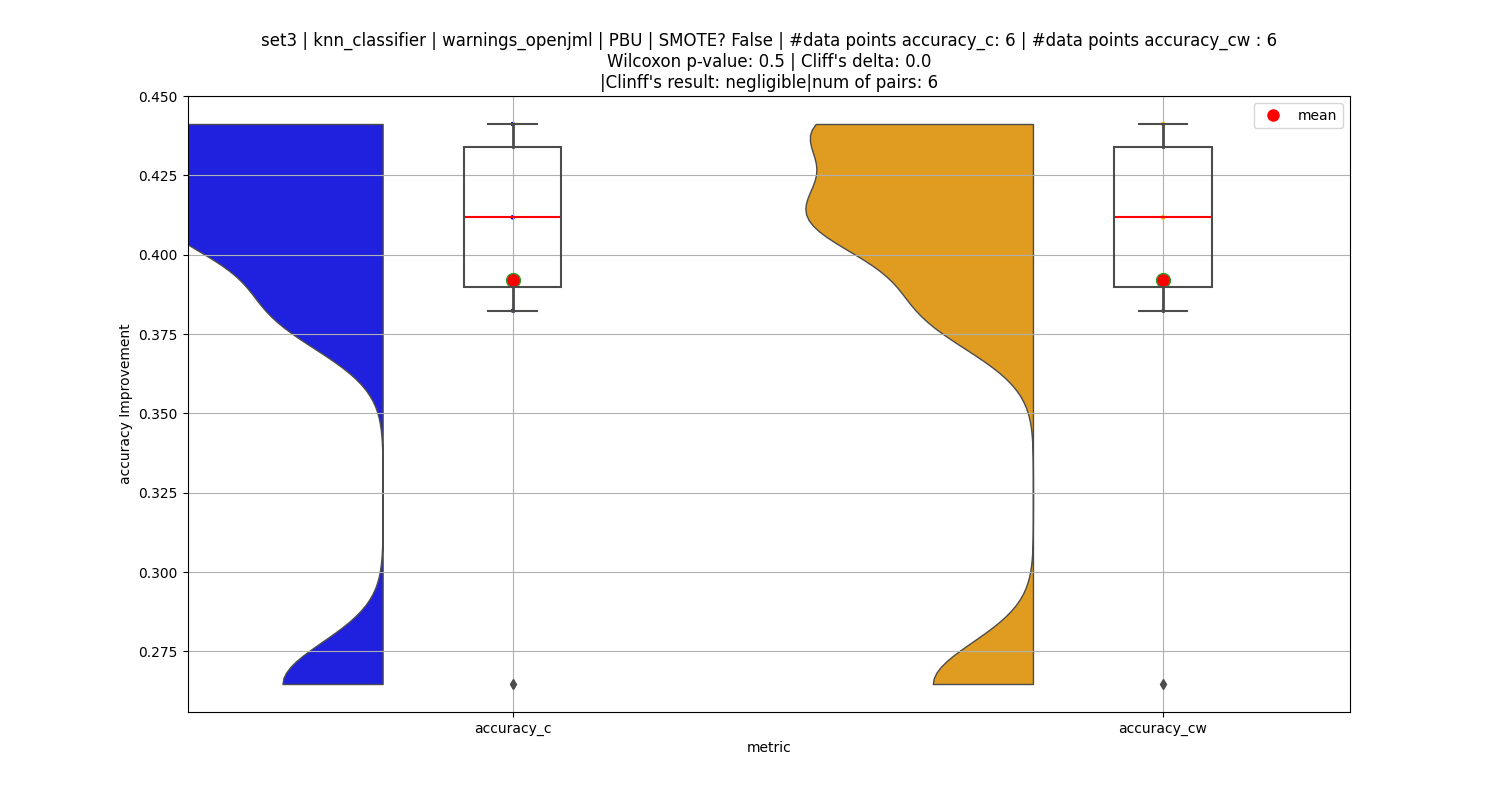 set3 | knn_classifier | warnings_openjml | PBU | SMOTE? False | #data points accuracy_c: 6 | #data points accuracy_cw : 6
Wilcoxon p-value: 0.5 | Cliff's delta: 0.0
|Clinff's result: negligible|num of pairs: 6
mean
0.450
0.425
0.400
0.375
0.350
0.325
0.300
0.275
accuracy Improvement
accuracy_c
accuracy_cw
metric